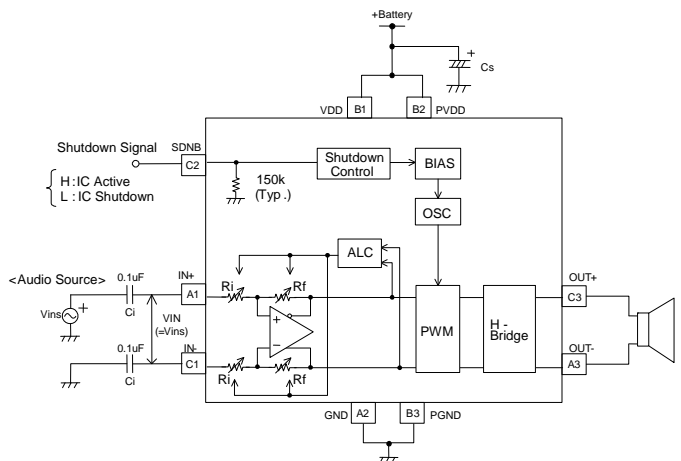 +Battery
+
Cs
VDD B1 B2 PVDD
Shutdown Signal SDNB
C2
H : IC Active
L : IC Shutdown
150k
(Typ.)
Shutdown
Control
BIAS
OSC
ALC
<Audio Source>
0.1uF IN+
Ri Rf
OUT+
Vins + Ci A1
VIN
(=Vins)
+
−
PWM
H -
Bridge
C3
0.1uF IN-
Ci C1
Ri Rf
OUT-
A3
GND A2 B3 PGND